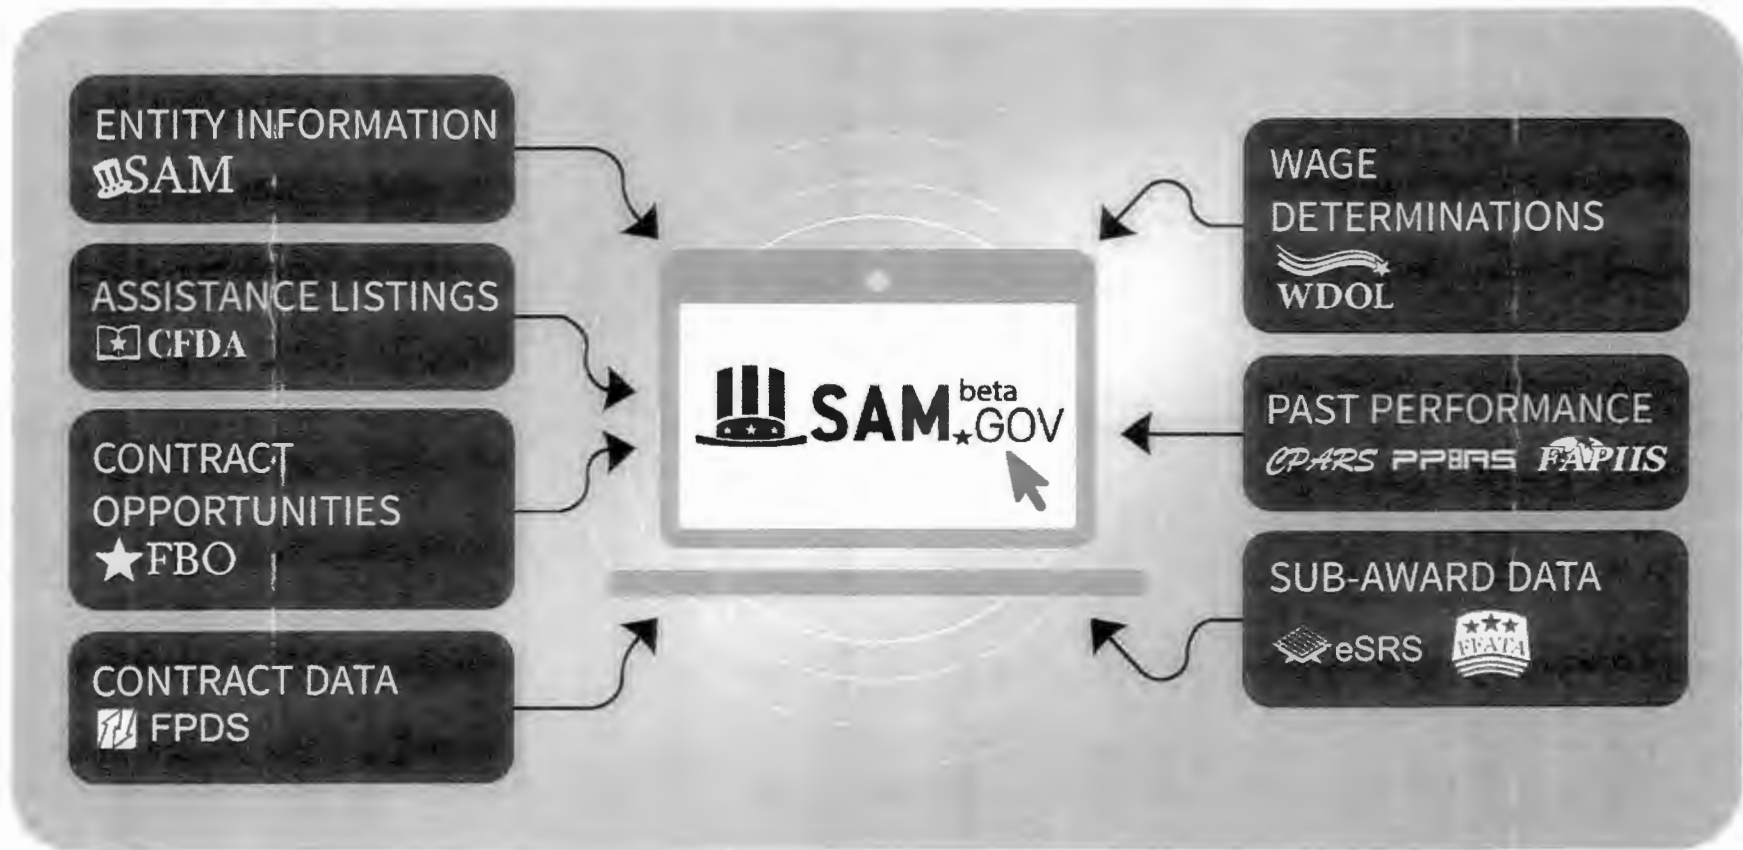 ENTITY INFORMATION
SAM
ASSISTANCE LISTINGS
CFDA
CONTRACT
OPPORTUNITIES
FBO
CONTRACT DATA
FPDS
SAM.GOV
beta
WAGE
DETERMINATIONS
WDOL
PAST PERFORMANCE
CPARS PPIRS FAPIIS
SUB-AWARD DATA
eSRS FFATA